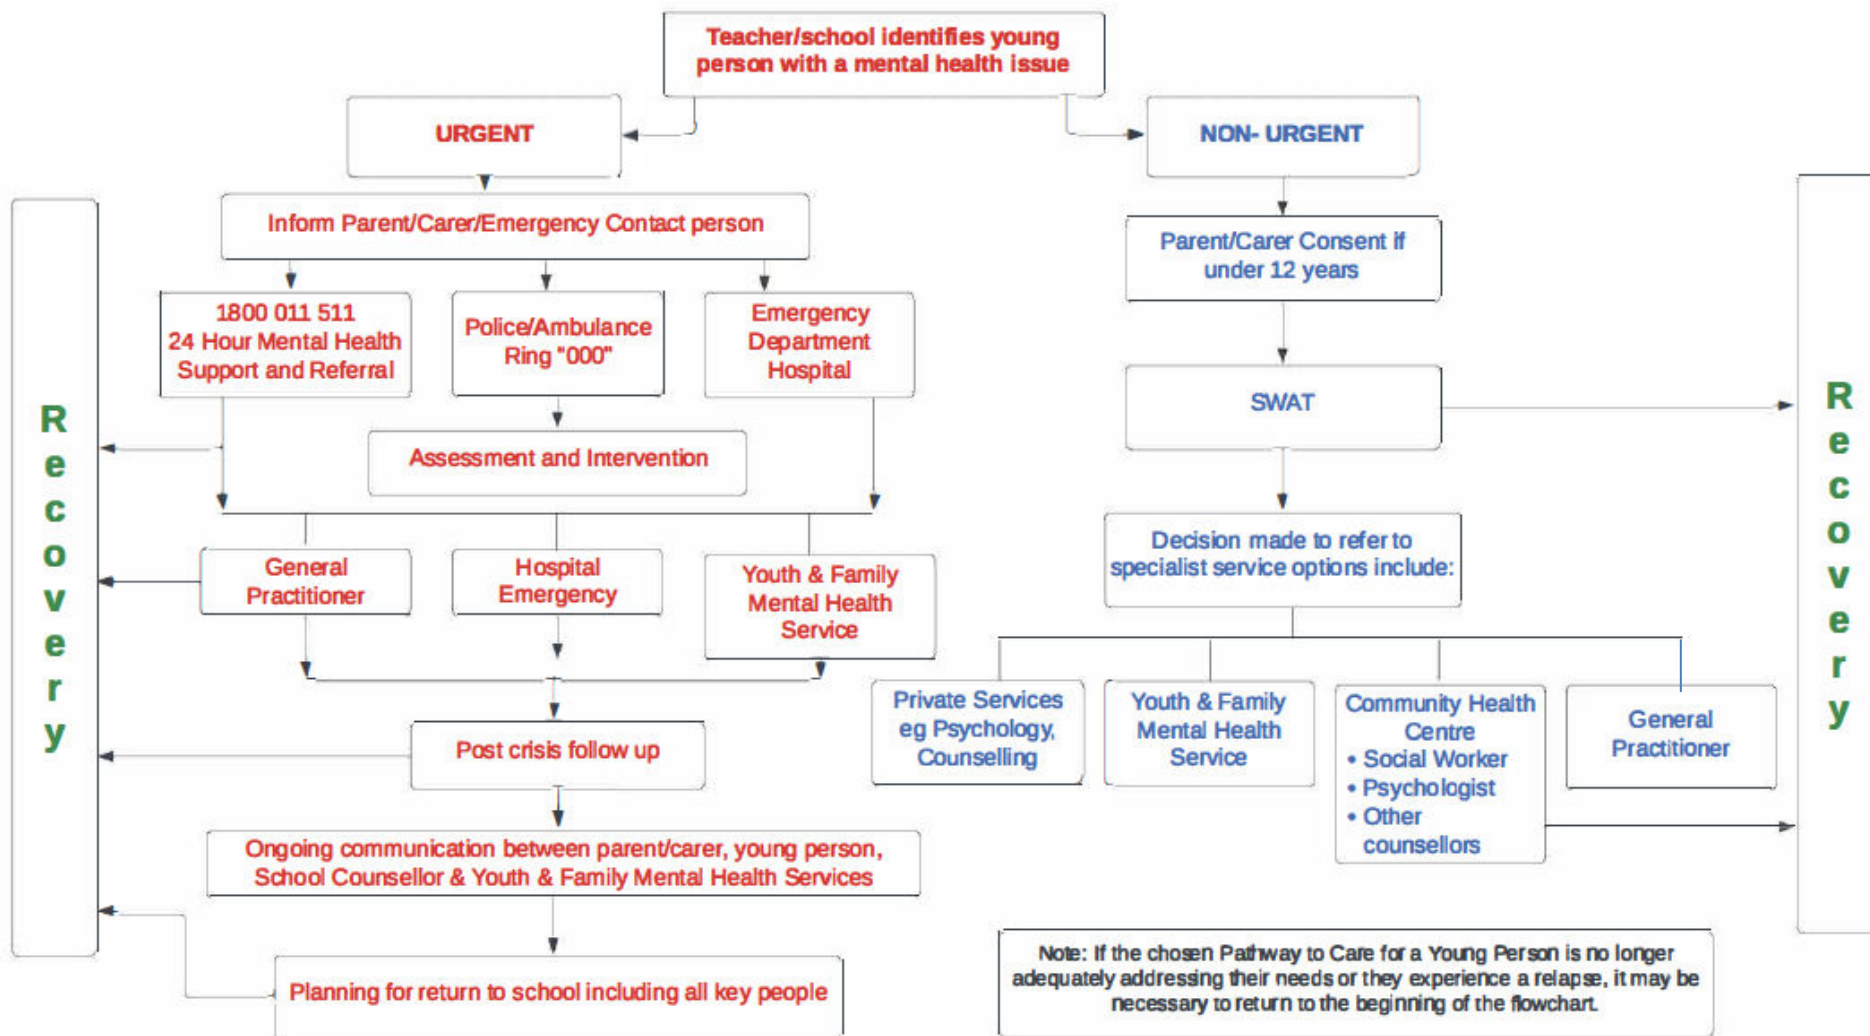 Teacher/school identifies young
person with a mental health issue
URGENT
NON- URGENT
Inform Parent/Carer/Emergency Contact person
Parent/Carer Consent if
under 12 years
1800 011 511
24 Hour Mental Health
Support and Referral
Police/Ambulance
Ring "000"
Emergency
Department
Hospital
SWAT
Assessment and Intervention
Decision made to refer to
specialist service options include:
General
Practitioner
Hospital
Emergency
Youth & Family
Mental Health
Service
Private Services
eg Psychology,
Counselling
Youth & Family
Mental Health
Service
Community Health
Centre
• Social Worker
• Psychologist
• Other
counsellors
General
Practitioner
Post crisis follow up
Ongoing communication between parent/carer, young person,
School Counsellor & Youth & Family Mental Health Services
Planning for return to school including all key people
Recovery
Recovery
Note: If the chosen Pathway to Care for a Young Person is no longer
adequately addressing their needs or they experience a relapse, it may be
necessary to return to the beginning of the flowchart.